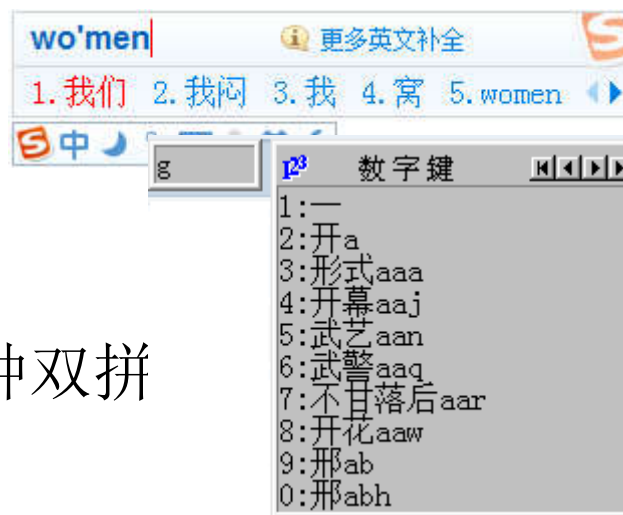 wo'men 更多英文补全
1.我们 2.我闷 3.我 4.窝 5.women
中
g
数字鍵
1:一
2:开a
3:形式aaa
4:开幕aaj
5:武艺aan
6:武警aaq
7:不甘落后aar
8:开花aaw
9:邢ab
0:邢abh
双拼